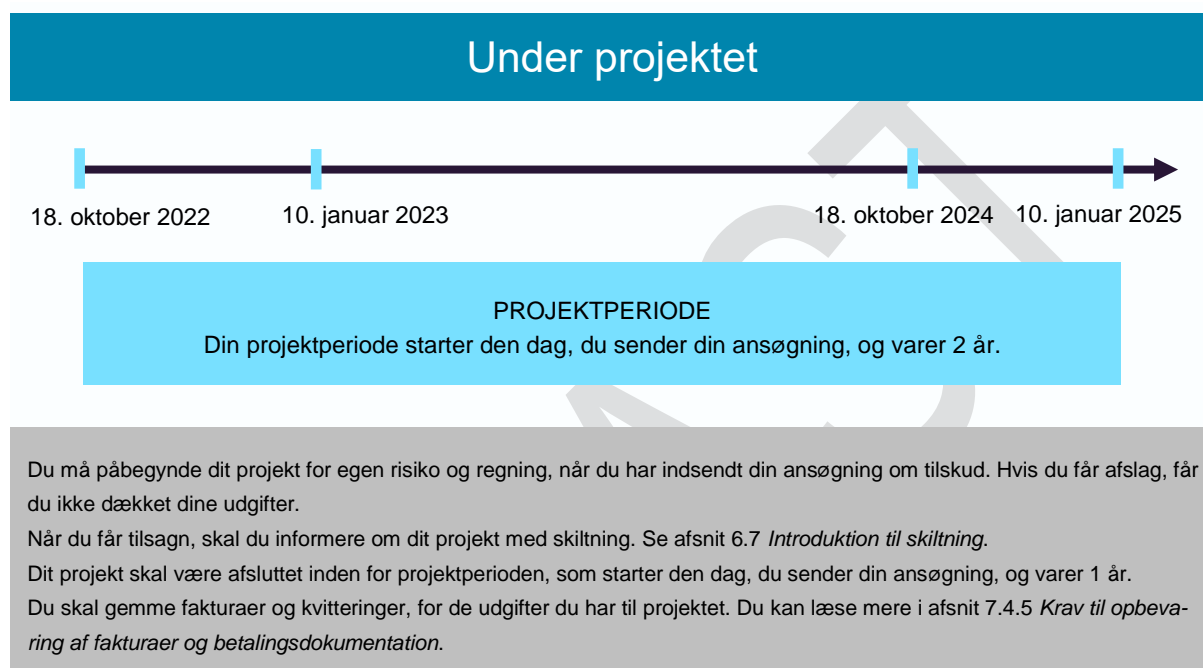 Under projektet
18. oktober 2022 10. januar 2023 18. oktober 2024 10. januar 2025
PROJEKTPERIODE
Din projektperiode starter den dag, du sender din ansøgning, og varer 2 år.
Du må påbegynde dit projekt for egen risiko og regning, når du har indsendt din ansøgning om tilskud. Hvis du får afslag, får
du ikke dækket dine udgifter.
Når du får tilsagn, skal du informere om dit projekt med skiltning. Se afsnit 6.7 Introduktion til skiltning.
Dit projekt skal være afsluttet inden for projektperioden, som starter den dag, du sender din ansøgning, og varer 1 år.
Du skal gemme fakturaer og kvitteringer, for de udgifter du har til projektet. Du kan læse mere i afsnit 7.4.5 Krav til opbeva-
ring af fakturaer og betalingsdokumentation.